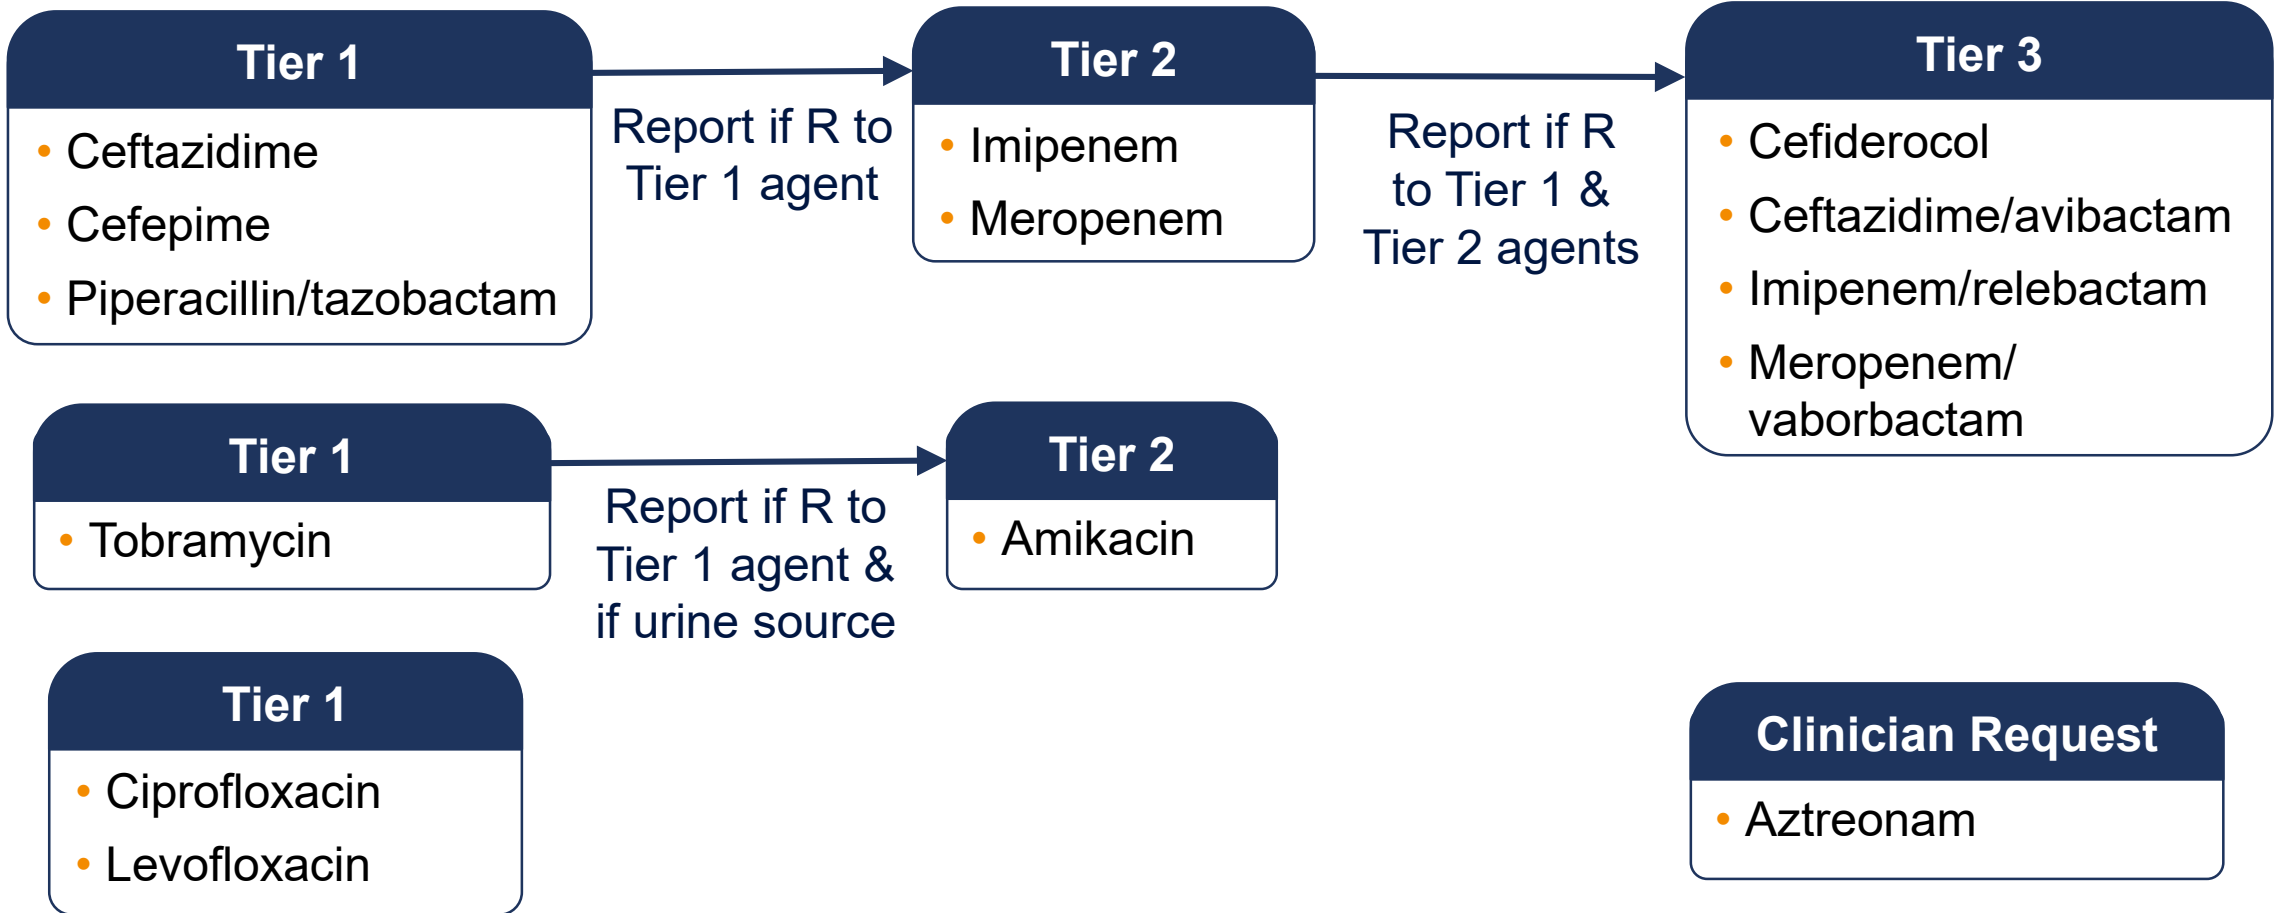 Tier 1
• Ceftazidime
• Cefepime
• Piperacillin/tazobactam
Report if R to
Tier 1 agent
Tier 2
• Imipenem
• Meropenem
Report if R
to Tier 1 &
Tier 2 agents
Tier 3
• Cefiderocol
• Ceftazidime/avibactam
• Imipenem/relebactam
• Meropenem/
vaborbactam
Tier 1
• Tobramycin
Report if R to
Tier 1 agent &
if urine source
Tier 2
• Amikacin
Tier 1
• Ciprofloxacin
• Levofloxacin
Clinician Request
• Aztreonam